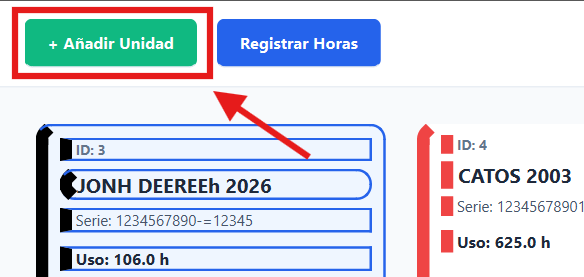 + Añadir Unidad
Registrar Horas
ID: 3
JONH DEEREEh 2026
Serie: 1234567890-=12345
Uso: 106.0 h
ID: 4
CATOS 2003
Serie: 12345678901
Uso: 625.0 h